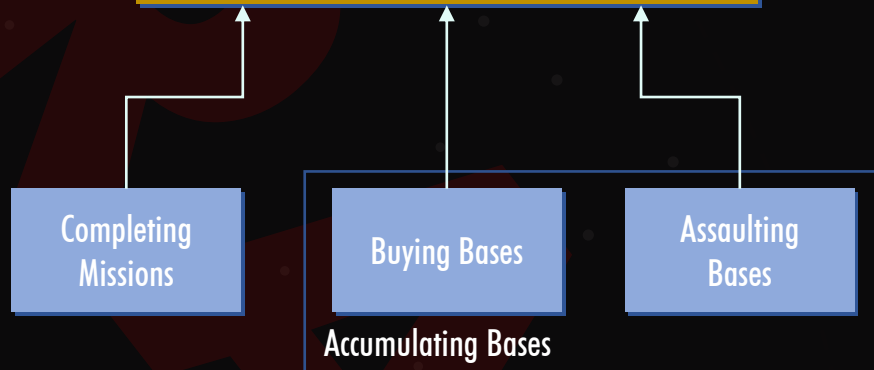 Completing
Missions
Buying Bases
Assaulting
Bases
Accumulating Bases